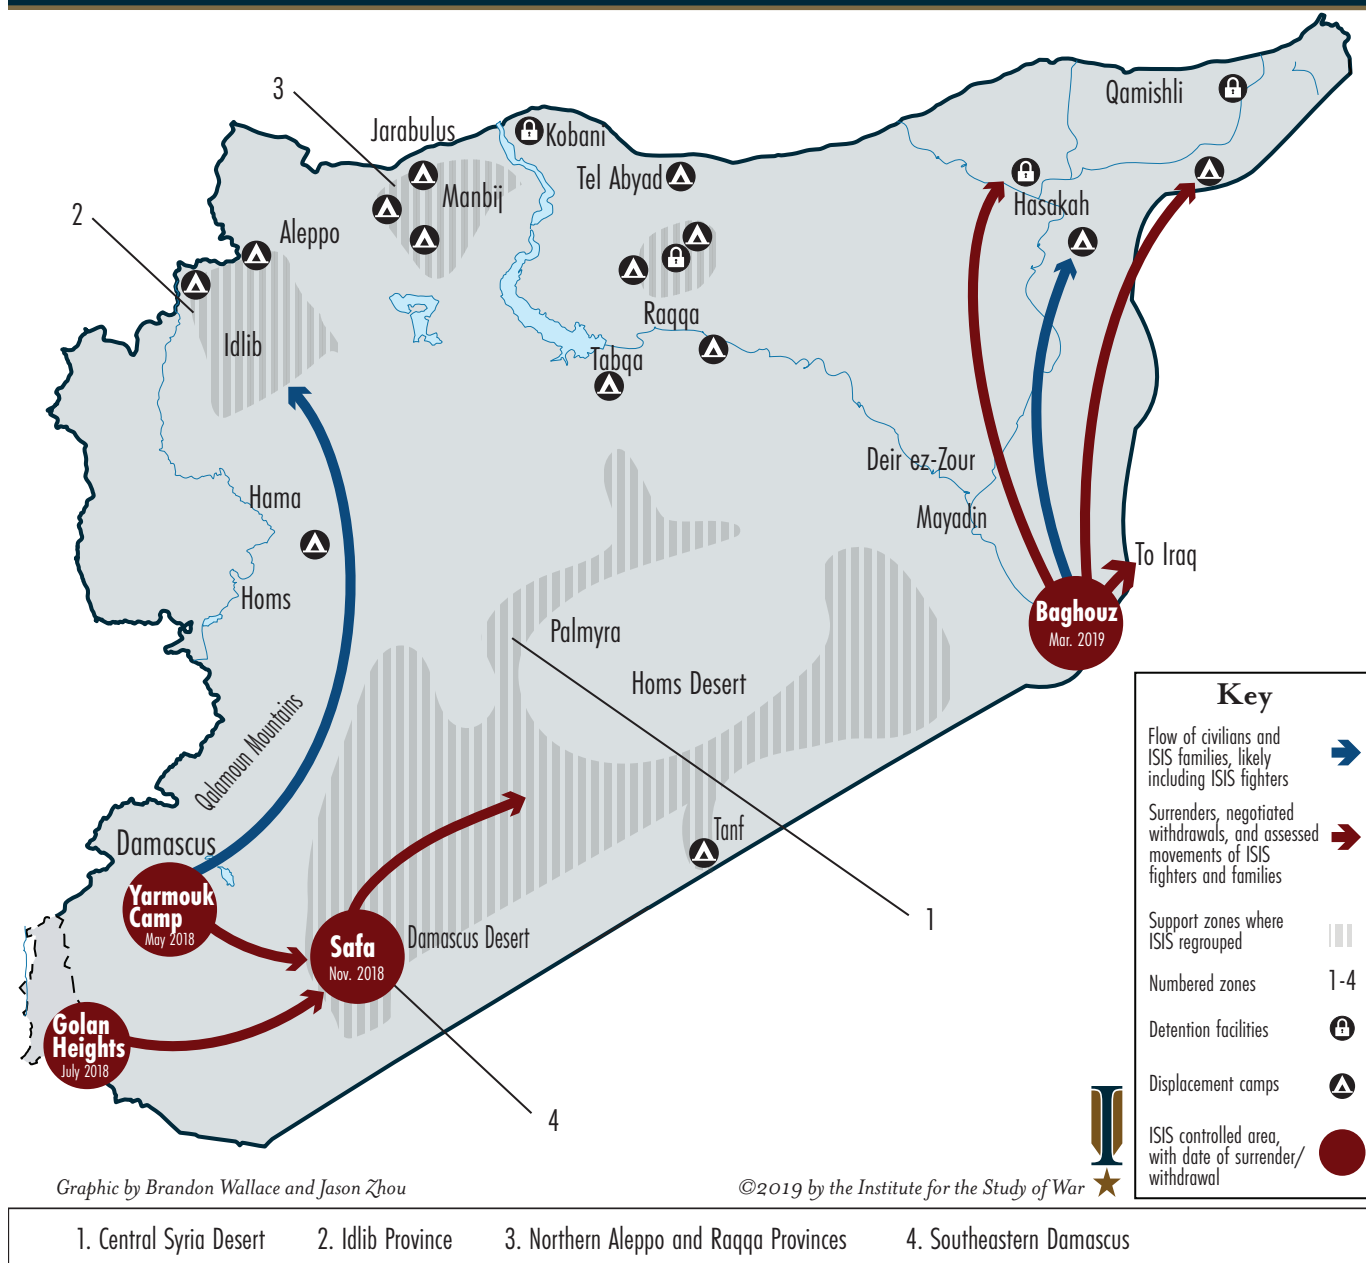 3
Jarabulus
Kobani
Qamishli
Manbij
Tel Abyad
Hasakah
2
Aleppo
Idlib
Raqqa
Tabqa
Deir ez-Zour
Hama
Mayadin
To Iraq
Homs
Baghouz
Mar. 2019
Palmyra
Homs Desert
Qalamoun Mountains
Damascus
Tanf
Yarmouk
Camp
May 2018
1
Safa
Nov. 2018
Damascus Desert
Golan
Heights
July 2018
4
Key
Flow of civilians and
ISIS families, likely
including ISIS fighters
Surrenders, negotiated
withdrawals, and assessed
movements of ISIS
fighters and families
Support zones where
ISIS regrouped
Numbered zones 1-4
Detention facilities
Displacement camps
ISIS controlled area,
with date of surrender/
withdrawal
Graphic by Brandon Wallace and Jason Zhou
©2019 by the Institute for the Study of War
1. Central Syria Desert 2. Idlib Province 3. Northern Aleppo and Raqqa Provinces 4. Southeastern Damascus